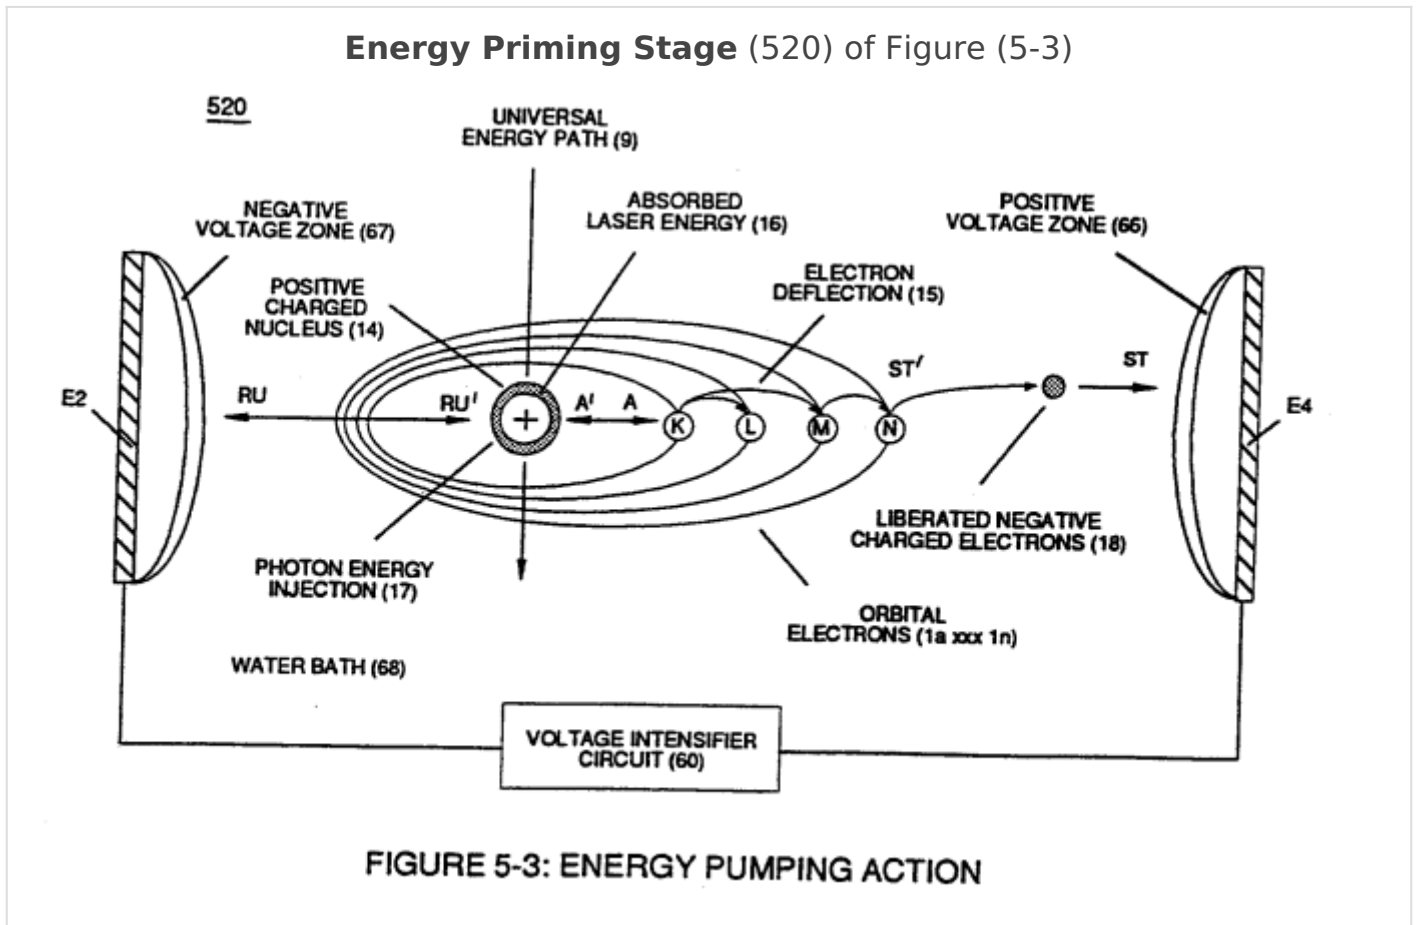 Energy Priming Stage (520) of Figure (5-3)
520
UNIVERSAL
ENERGY PATH (9)
NEGATIVE
VOLTAGE ZONE (67)
ABSORBED
LASER ENERGY (16)
POSITIVE
VOLTAGE ZONE (66)
POSITIVE
CHARGED
NUCLEUS (14)
ELECTRON
DEFLECTION (15)
E2
RU
RU'
+
A'
A
K
L
M
N
ST'
ST
E4
LIBERATED NEGATIVE
CHARGED ELECTRONS (18)
PHOTON ENERGY
INJECTION (17)
ORBITAL
ELECTRONS (1a xxx 1n)
WATER BATH (68)
VOLTAGE INTENSIFIER
CIRCUIT (60)
FIGURE 5-3: ENERGY PUMPING ACTION